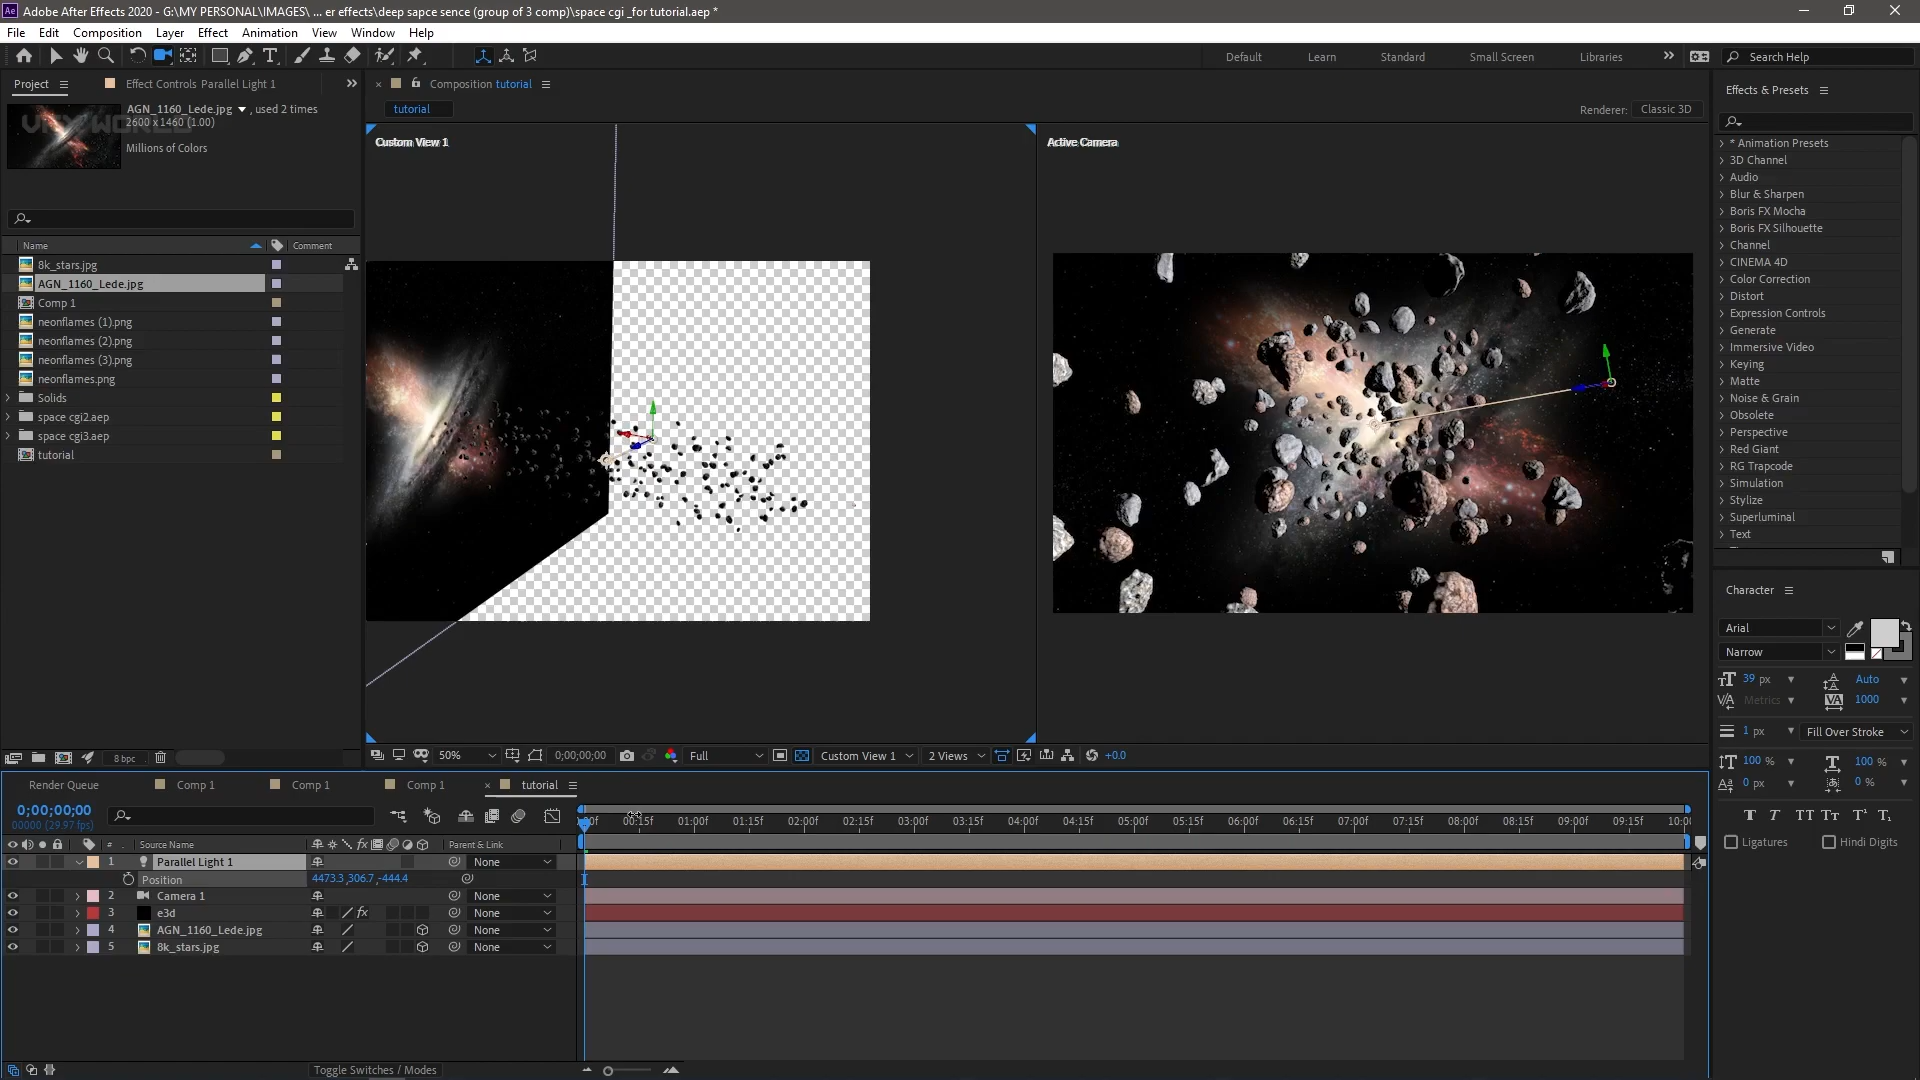 Adobe After Effects 2020 - G:\MY PERSONAL\IMAGES\ ... er effects\deep sapce sence (group of 3 comp)\space cgi _for tutorial.aep *
File Edit Composition Layer Effect Animation View Window Help
Default Learn Standard Small Screen Libraries Search Help
Project Effect Controls Parallel Light 1
Composition tutorial
Effects & Presets
AGN_1160_Lede.jpg , used 2 times
2600 x 1460 (1.00)
Millions of Colors
tutorial
Renderer: Classic 3D
Custom View 1
Active Camera
Name Comment
8k_stars.jpg
AGN_1160_Lede.jpg
Comp 1
neonflames (1).png
neonflames (2).png
neonflames (3).png
neonflames.png
Solids
space cgi2.aep
space cgi3.aep
tutorial
* Animation Presets
3D Channel
Audio
Blur & Sharpen
Boris FX Mocha
Boris FX Silhouette
Channel
CINEMA 4D
Color Correction
Distort
Expression Controls
Generate
Immersive Video
Keying
Matte
Noise & Grain
Obsolete
Perspective
Red Giant
RG Trapcode
Simulation
Stylize
Superluminal
Text
Character
Arial
Narrow
39 px Auto
Metrics 1000
1 px Fill Over Stroke
100 % 100 %
0 px 0 %
T T TT Tt T¹ T₁
Ligatures Hindi Digits
8 bpc
50% 0;00;00;00 Full Custom View 1 2 Views +0.0
Render Queue Comp 1 Comp 1 Comp 1 tutorial
0;00;00;00
00000 (29.97 fps)
:00f 00:15f 01:00f 01:15f 02:00f 02:15f 03:00f 03:15f 04:00f 04:15f 05:00f 05:15f 06:00f 06:15f 07:00f 07:15f 08:00f 08:15f 09:00f 09:15f 10:0
# Source Name Parent & Link
1 Parallel Light 1 None
Position 4473.3,306.7,-444.4
2 Camera 1 None
3 e3d fx None
4 AGN_1160_Lede.jpg None
5 8k_stars.jpg None
Toggle Switches / Modes